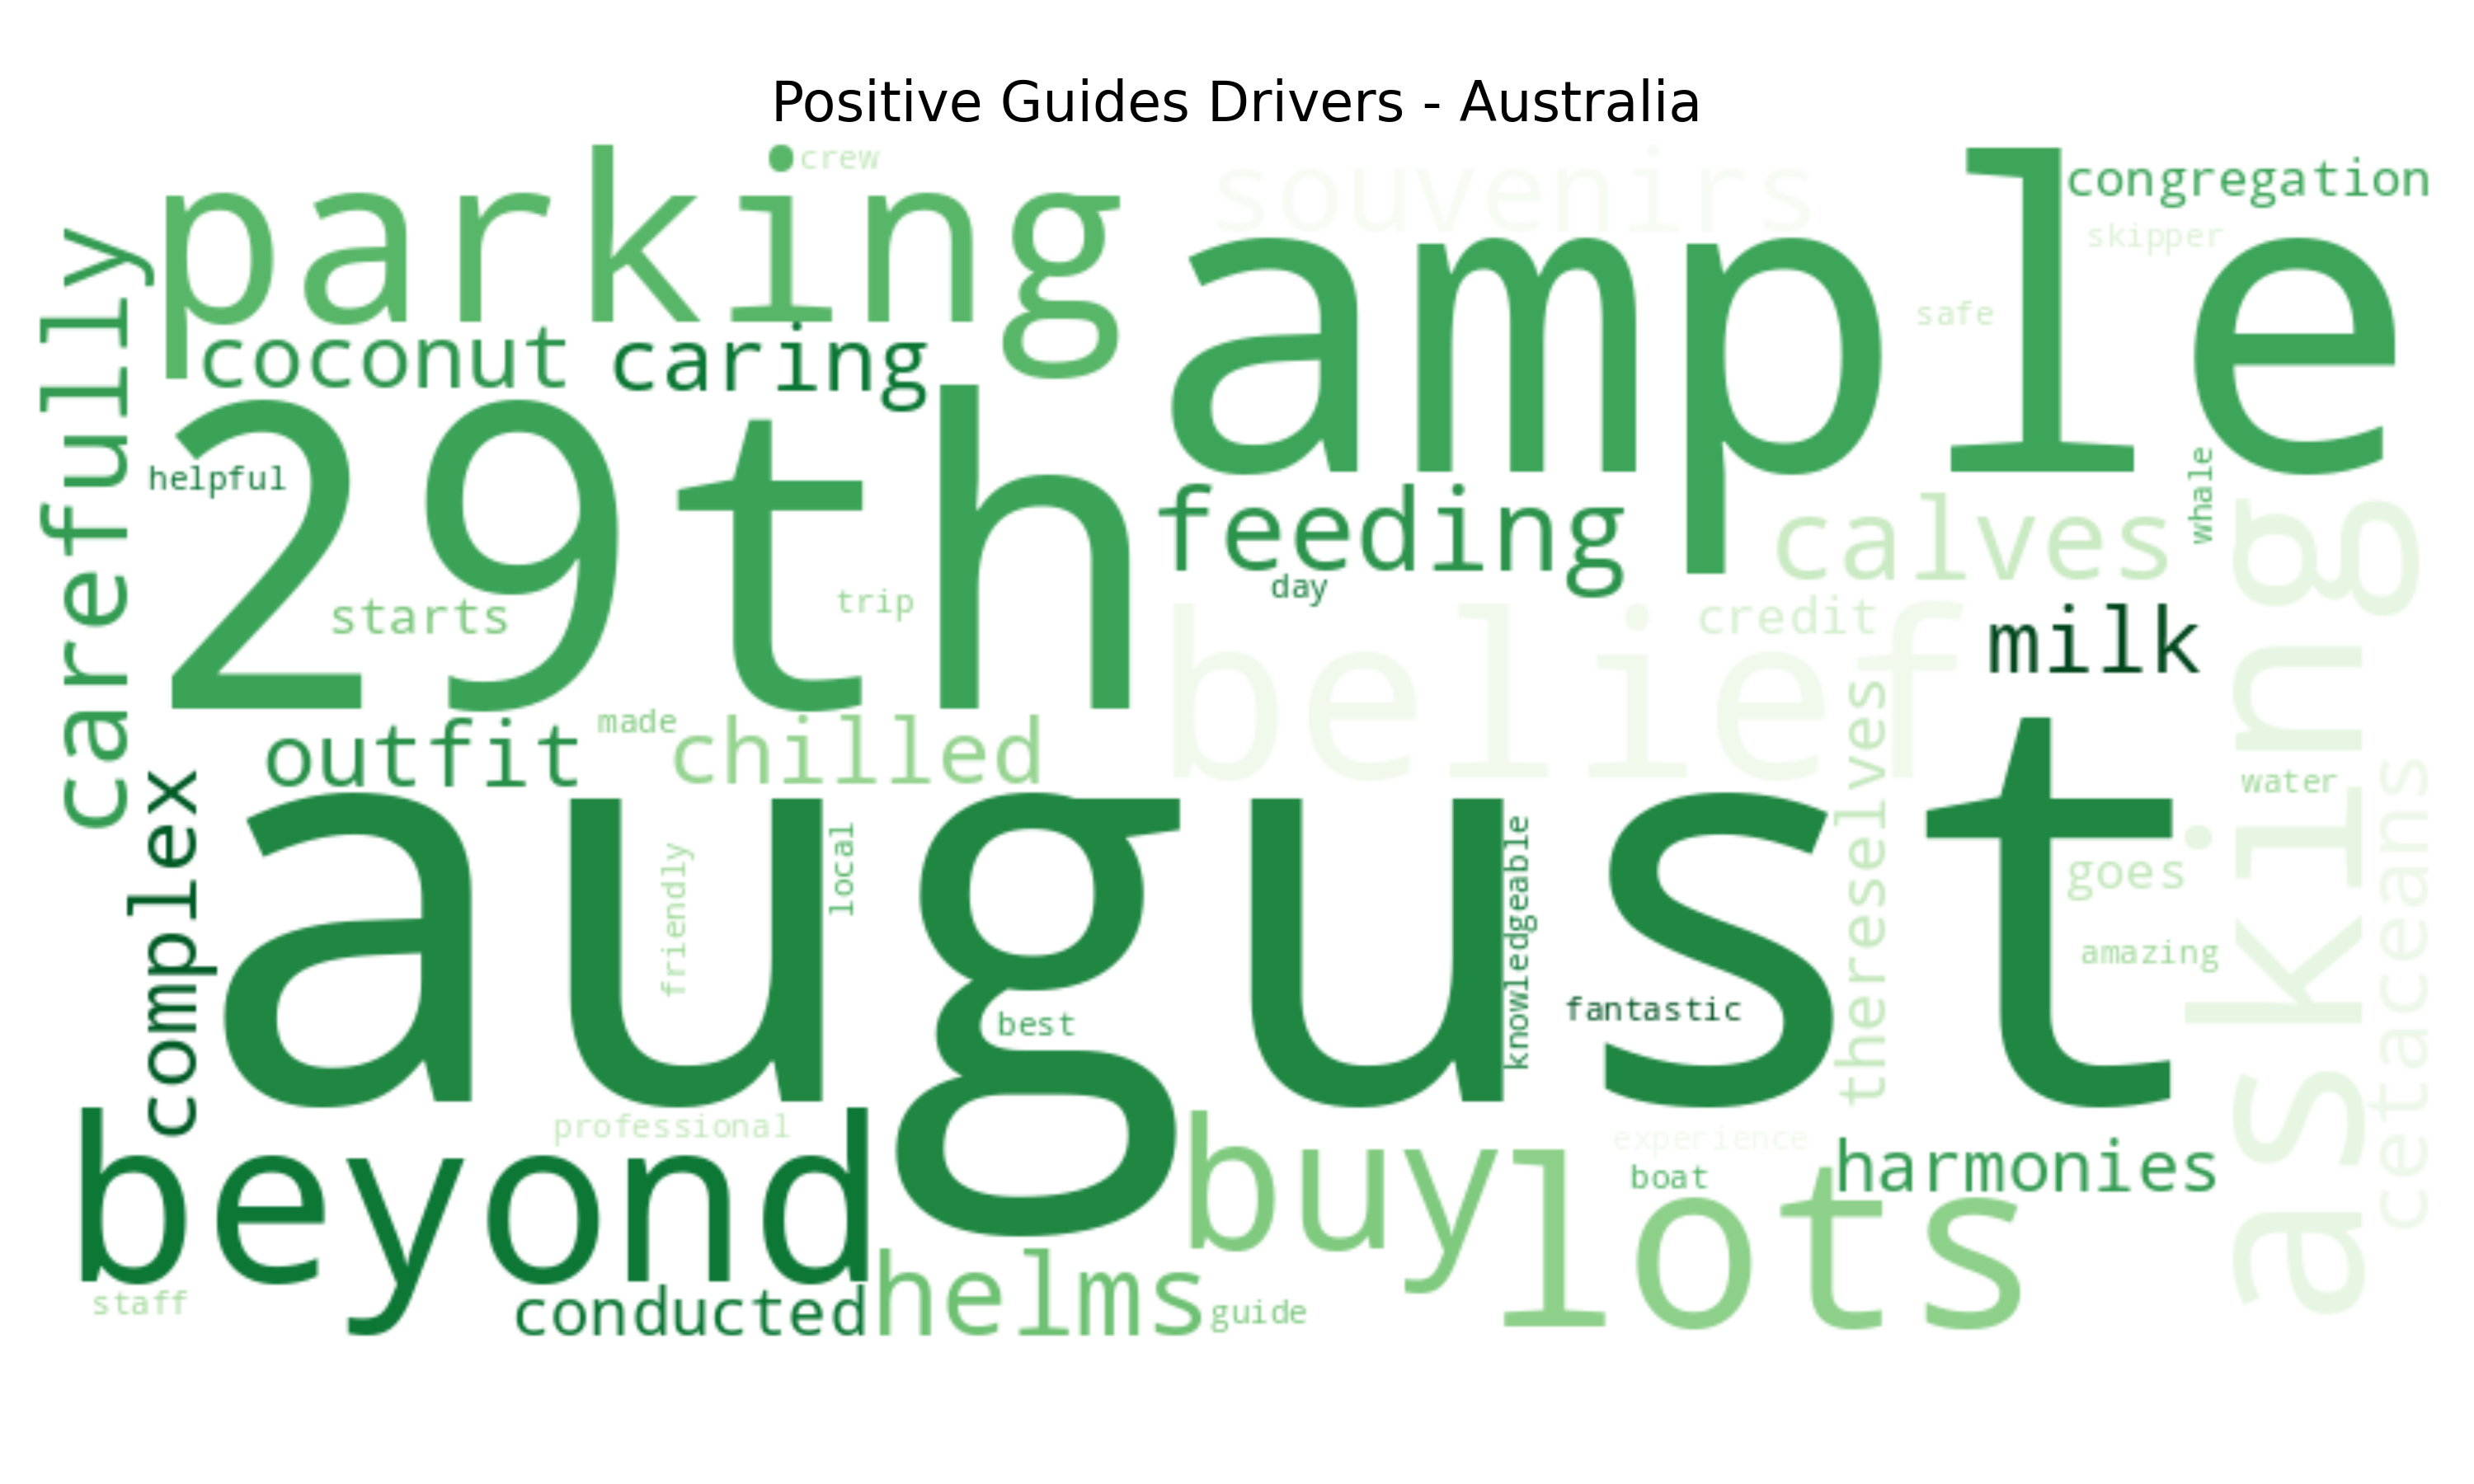 Positive Guides Drivers - Australia
crew
souvenirs
congregation
parking
ample
skipper
safe
carefully
coconut
caring
29th
helpful
whale
feeding
calves
day
starts
trip
belief
credit
milk
asking
outfit
made
chilled
thereselves
water
complex
august
friendly
local
knowledgeable
goes
cetaceans
amazing
best
fantastic
beyond
professional
buy
experience
boat
harmonies
lots
staff
conducted
helms
guide